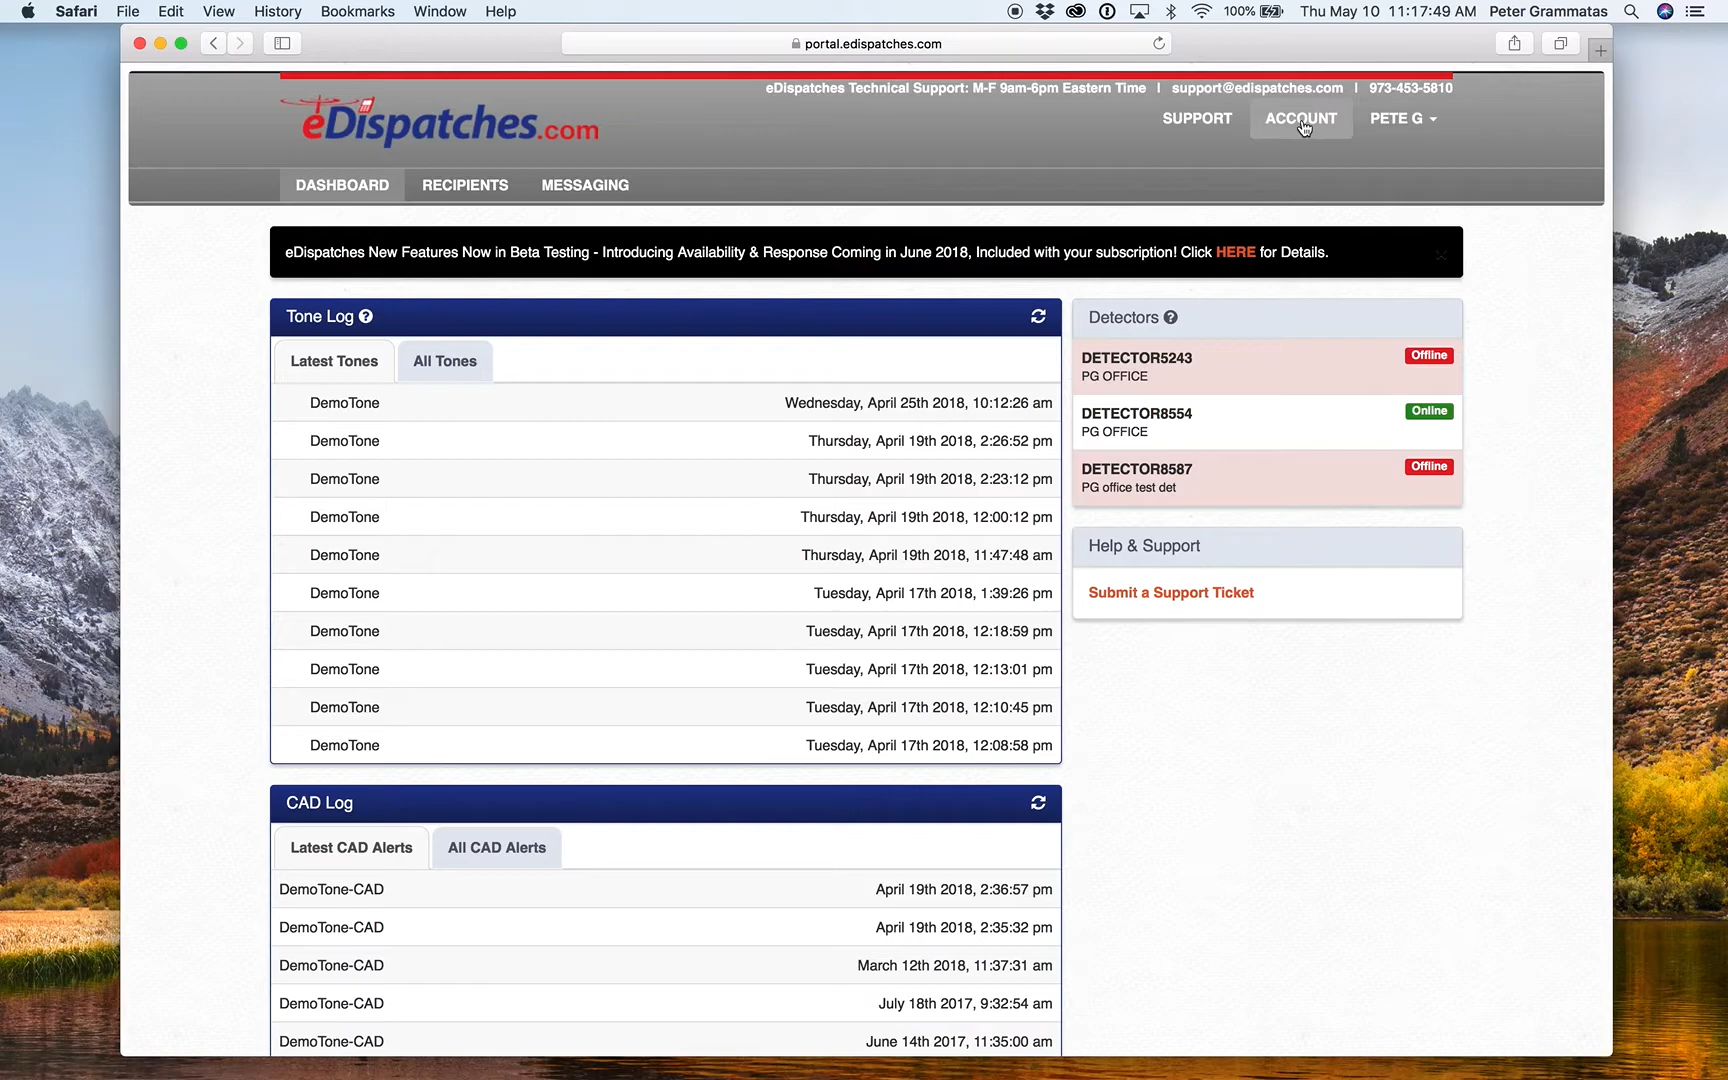 Safari File Edit View History Bookmarks Window Help 100% Thu May 10 11:17:49 AM Peter Grammatas
portal.edispatches.com
eDispatches Technical Support: M-F 9am-6pm Eastern Time | support@edispatches.com | 973-453-5810
eDispatches.com
SUPPORT ACCOUNT PETE G
DASHBOARD RECIPIENTS MESSAGING
eDispatches New Features Now in Beta Testing - Introducing Availability & Response Coming in June 2018, Included with your subscription! Click HERE for Details.
Tone Log
Latest Tones All Tones
DemoTone Wednesday, April 25th 2018, 10:12:26 am
DemoTone Thursday, April 19th 2018, 2:26:52 pm
DemoTone Thursday, April 19th 2018, 2:23:12 pm
DemoTone Thursday, April 19th 2018, 12:00:12 pm
DemoTone Thursday, April 19th 2018, 11:47:48 am
DemoTone Tuesday, April 17th 2018, 1:39:26 pm
DemoTone Tuesday, April 17th 2018, 12:18:59 pm
DemoTone Tuesday, April 17th 2018, 12:13:01 pm
DemoTone Tuesday, April 17th 2018, 12:10:45 pm
DemoTone Tuesday, April 17th 2018, 12:08:58 pm
CAD Log
Latest CAD Alerts All CAD Alerts
DemoTone-CAD April 19th 2018, 2:36:57 pm
DemoTone-CAD April 19th 2018, 2:35:32 pm
DemoTone-CAD March 12th 2018, 11:37:31 am
DemoTone-CAD July 18th 2017, 9:32:54 am
DemoTone-CAD June 14th 2017, 11:35:00 am
Detectors
DETECTOR5243 Offline
PG OFFICE
DETECTOR8554 Online
PG OFFICE
DETECTOR8587 Offline
PG office test det
Help & Support
Submit a Support Ticket